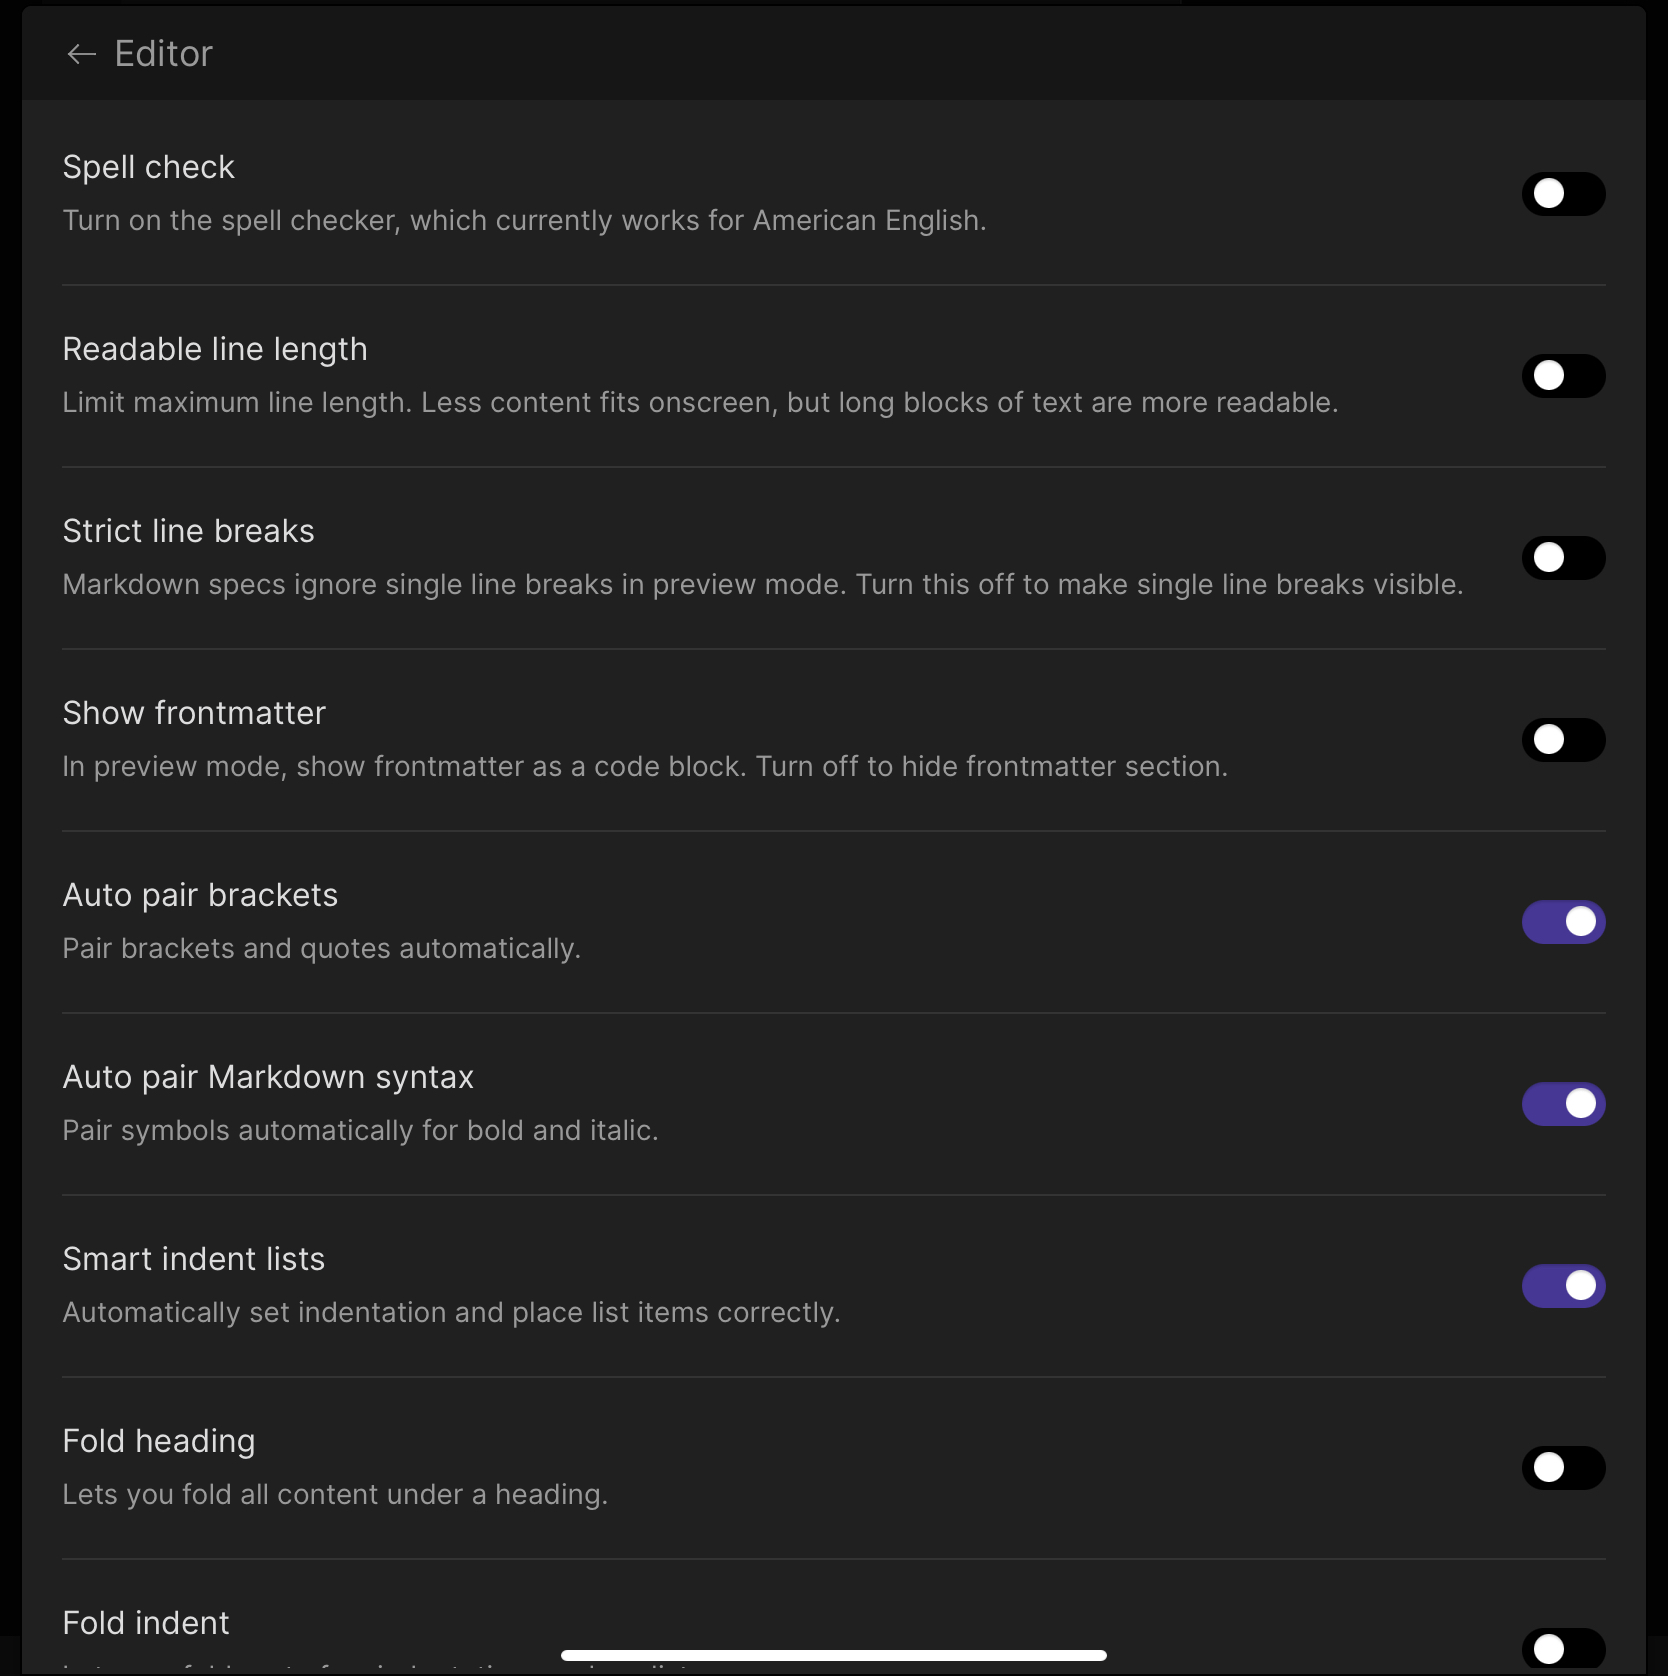 Editor
Spell check
Turn on the spell checker, which currently works for American English.
Readable line length
Limit maximum line length. Less content fits onscreen, but long blocks of text are more readable.
Strict line breaks
Markdown specs ignore single line breaks in preview mode. Turn this off to make single line breaks visible.
Show frontmatter
In preview mode, show frontmatter as a code block. Turn off to hide frontmatter section.
Auto pair brackets
Pair brackets and quotes automatically.
Auto pair Markdown syntax
Pair symbols automatically for bold and italic.
Smart indent lists
Automatically set indentation and place list items correctly.
Fold heading
Lets you fold all content under a heading.
Fold indent